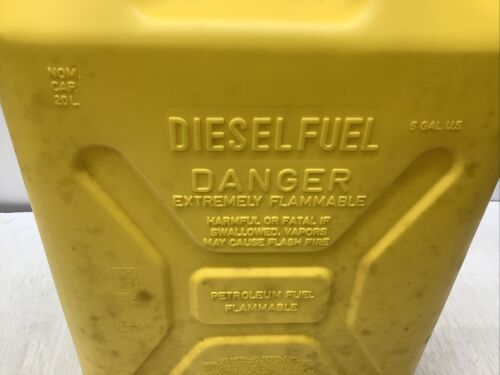 NOM.
CAP.
20 L.
DIESEL FUEL
5 GAL. U.S.
DANGER
EXTREMELY FLAMMABLE
HARMFUL OR FATAL IF
SWALLOWED. VAPORS
MAY CAUSE FLASH FIRE
PETROLEUM FUEL
FLAMMABLE